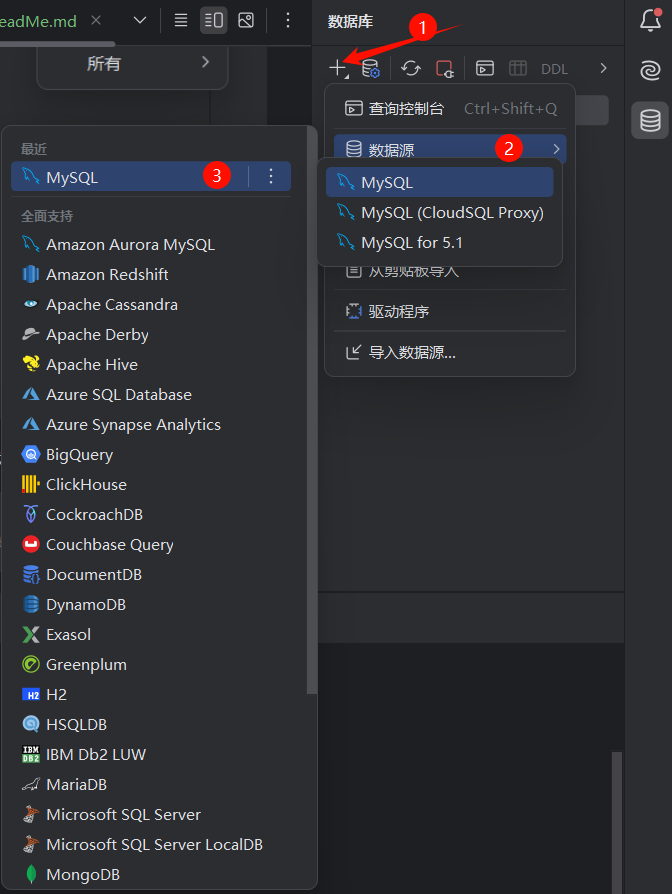 eadMe.md
数据库
1
所有
DDL
查询控制台 Ctrl+Shift+Q
最近
数据源 2
MySQL 3
MySQL
全面支持
MySQL (CloudSQL Proxy)
Amazon Aurora MySQL
MySQL for 5.1
Amazon Redshift
从剪贴板导入
Apache Cassandra
驱动程序
Apache Derby
导入数据源...
Apache Hive
Azure SQL Database
Azure Synapse Analytics
BigQuery
ClickHouse
CockroachDB
Couchbase Query
DocumentDB
DynamoDB
Exasol
Greenplum
H2
H2
HSQLDB
IBM DB2
IBM Db2 LUW
MariaDB
Microsoft SQL Server
Microsoft SQL Server LocalDB
MongoDB